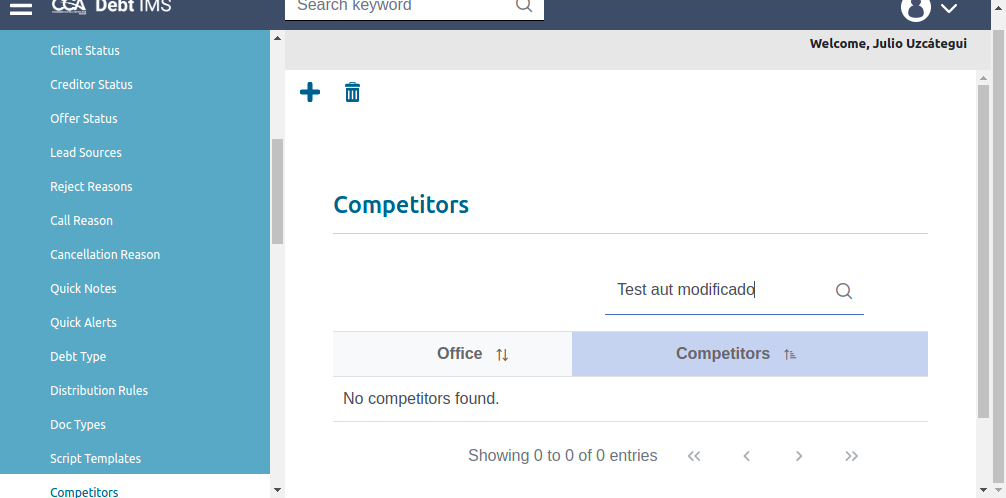 CCA Debt IMS
Search keyword
Welcome, Julio Uzcátegui
Client Status
Creditor Status
Offer Status
Lead Sources
Reject Reasons
Call Reason
Cancellation Reason
Quick Notes
Quick Alerts
Debt Type
Distribution Rules
Doc Types
Script Templates
Competitors
Competitors
Test aut modificado
Office Competitors
No competitors found.
Showing 0 to 0 of 0 entries